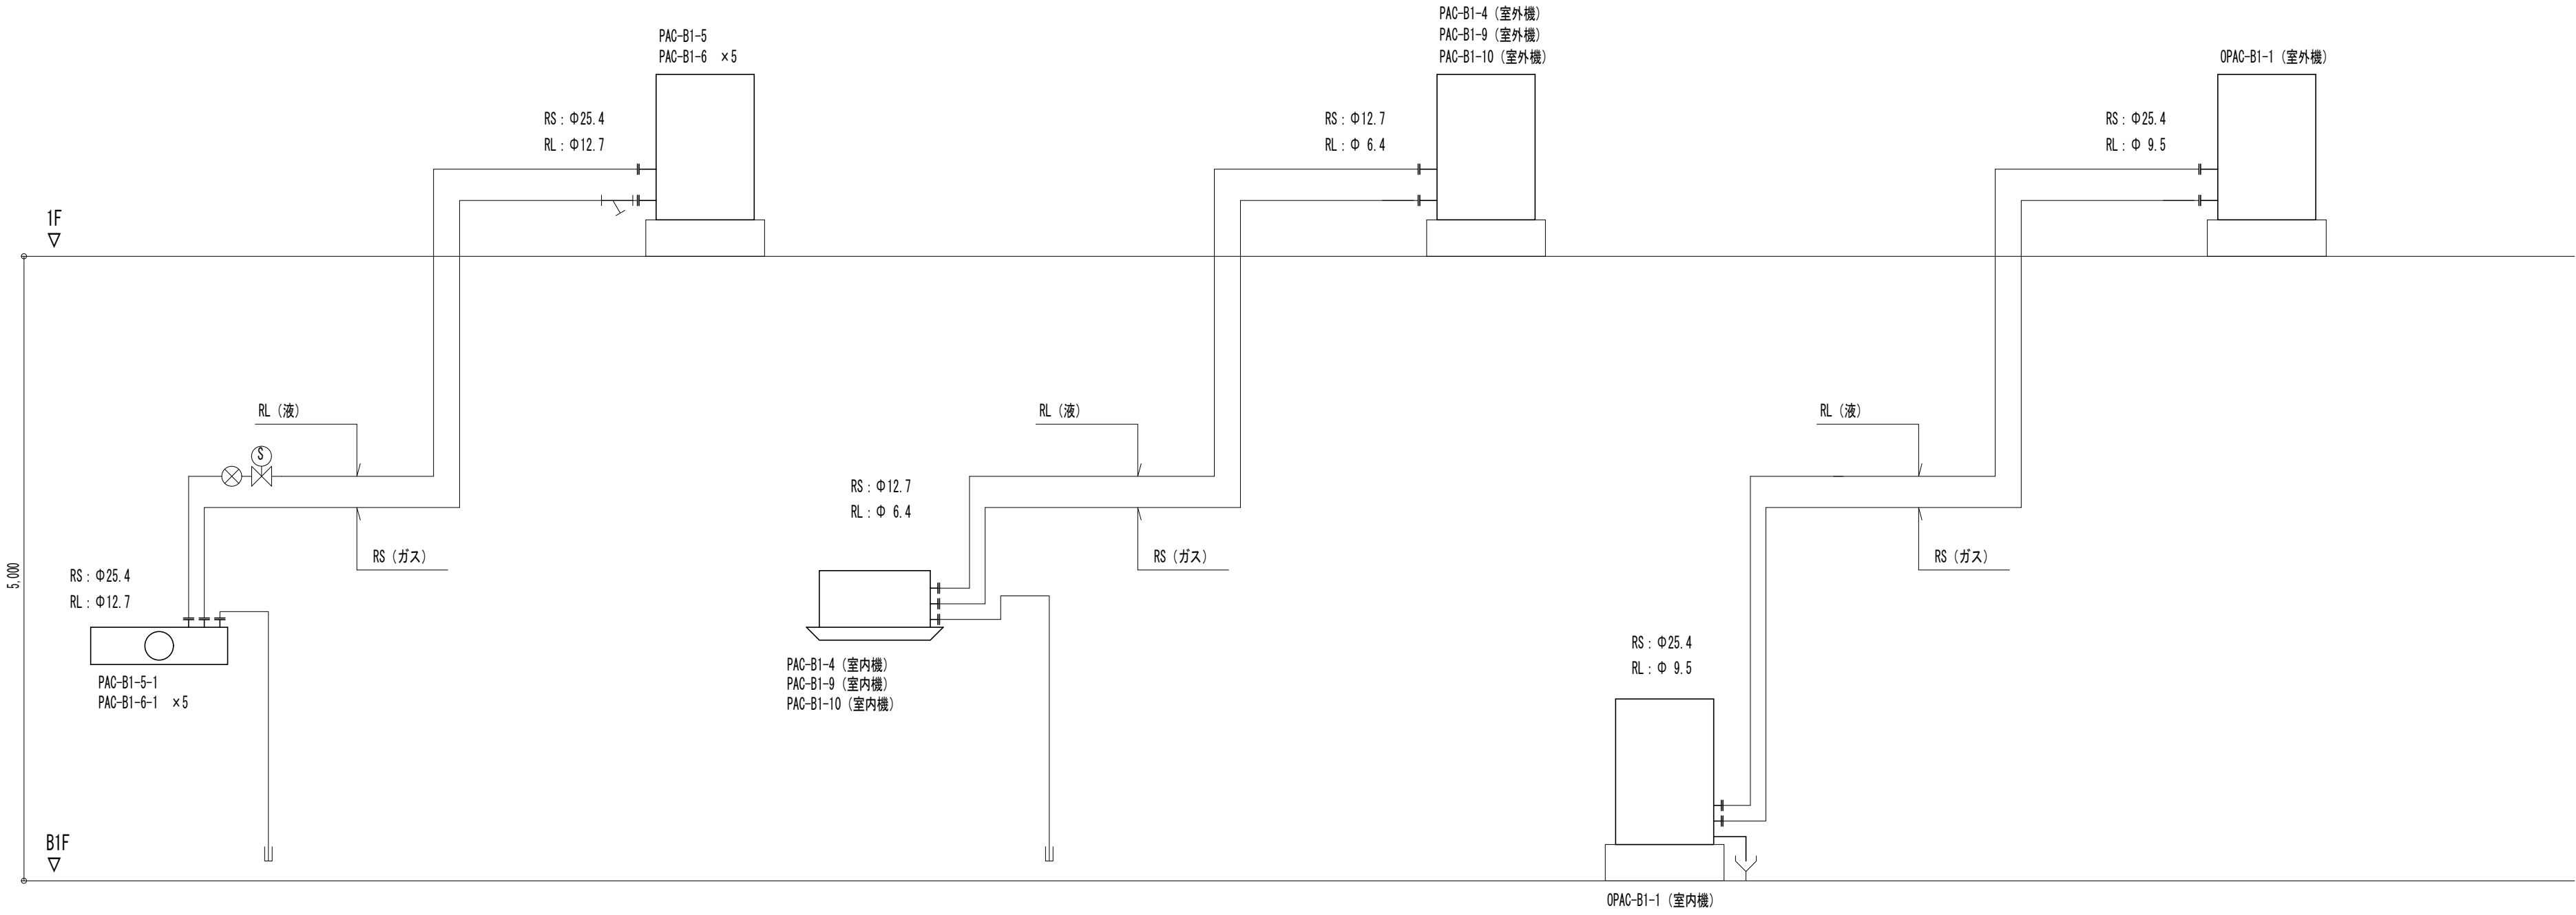 PAC-B1-4 (室外機)
PAC-B1-9 (室外機)
PAC-B1-10 (室外機)
PAC-B1-5
PAC-B1-6 ×5
OPAC-B1-1 (室外機)
RS : Φ25.4
RL : Φ12.7
RS : Φ12.7
RL : Φ 6.4
RS : Φ25.4
RL : Φ 9.5
1F
RL (液)
RL (液)
RL (液)
S
RS : Φ12.7
RL : Φ 6.4
RS (ガス)
RS (ガス)
RS (ガス)
5,000
RS : Φ25.4
RL : Φ12.7
PAC-B1-5-1
PAC-B1-6-1 ×5
PAC-B1-4 (室内機)
PAC-B1-9 (室内機)
PAC-B1-10 (室内機)
RS : Φ25.4
RL : Φ 9.5
B1F
OPAC-B1-1 (室内機)